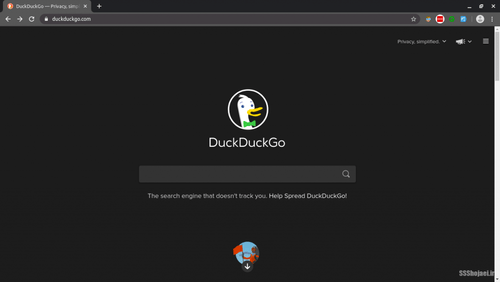 DuckDuckGo — Privacy, simp
duckduckgo.com
Privacy, simplified.
DuckDuckGo
The search engine that doesn't track you. Help Spread DuckDuckGo!
SSShojaei.ir